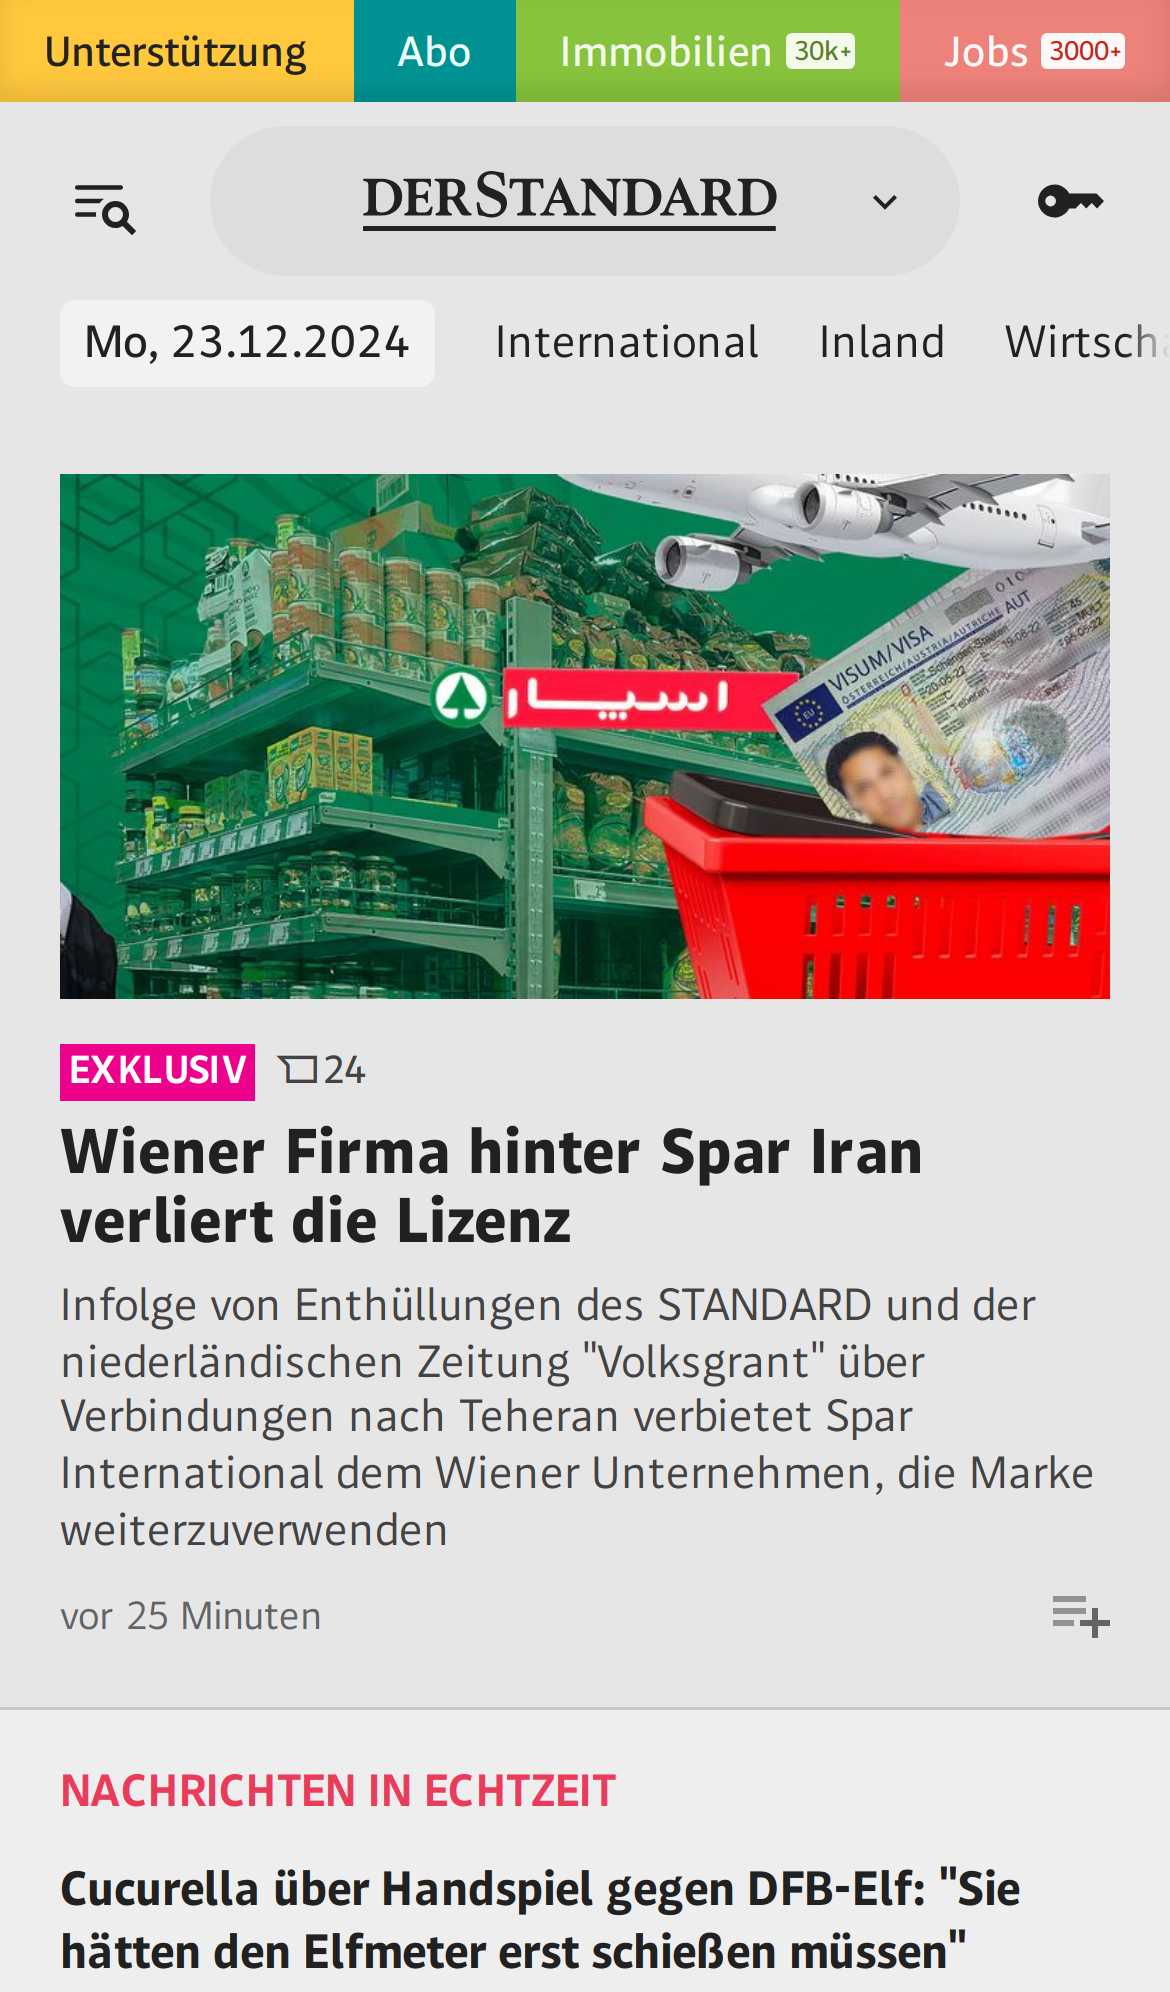 Unterstützung Abo Immobilien 30k+ Jobs 3000+
DERSTANDARD
Mo, 23.12.2024 International Inland Wirtscha
اسپار
VISUM/VISA
ÖSTERREICH/AUSTRIA/AUTRICHE AUT
EU
EXKLUSIV 24
Wiener Firma hinter Spar Iran
verliert die Lizenz
Infolge von Enthüllungen des STANDARD und der
niederländischen Zeitung "Volksgrant" über
Verbindungen nach Teheran verbietet Spar
International dem Wiener Unternehmen, die Marke
weiterzuverwenden
vor 25 Minuten
NACHRICHTEN IN ECHTZEIT
Cucurella über Handspiel gegen DFB-Elf: "Sie
hätten den Elfmeter erst schießen müssen"